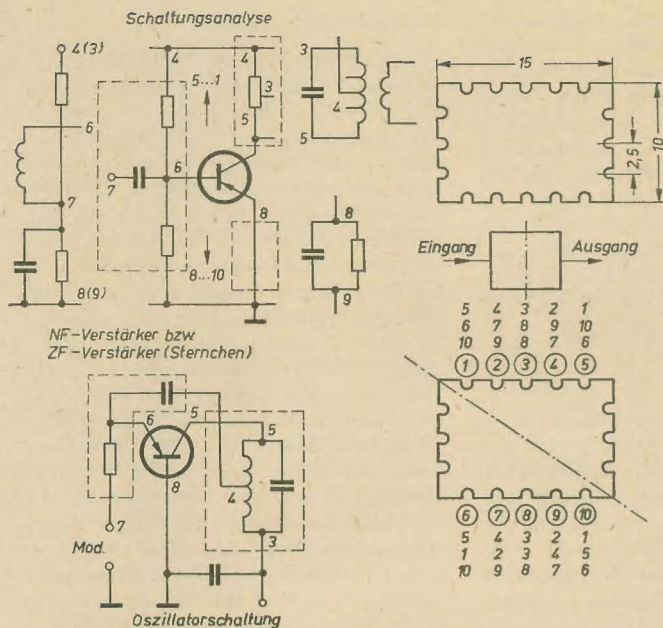 Schaltungsanalyse
4(3)
6
7
8(9)
4
5...1
6
7
8...10
4
3
5
8
3
4
5
8
9
15
10
2,5
Eingang
Ausgang
NF-Verstärker bzw.
ZF-Verstärker (Sternchen)
5 4 3 2 1
6 7 8 9 10
10 9 8 7 6
1 2 3 4 5
6 7 8 9 10
5 4 3 2 1
1 2 3 4 5
10 9 8 7 6
6
5
8
7
Mod.
5
4
3
Oszillatorschaltung